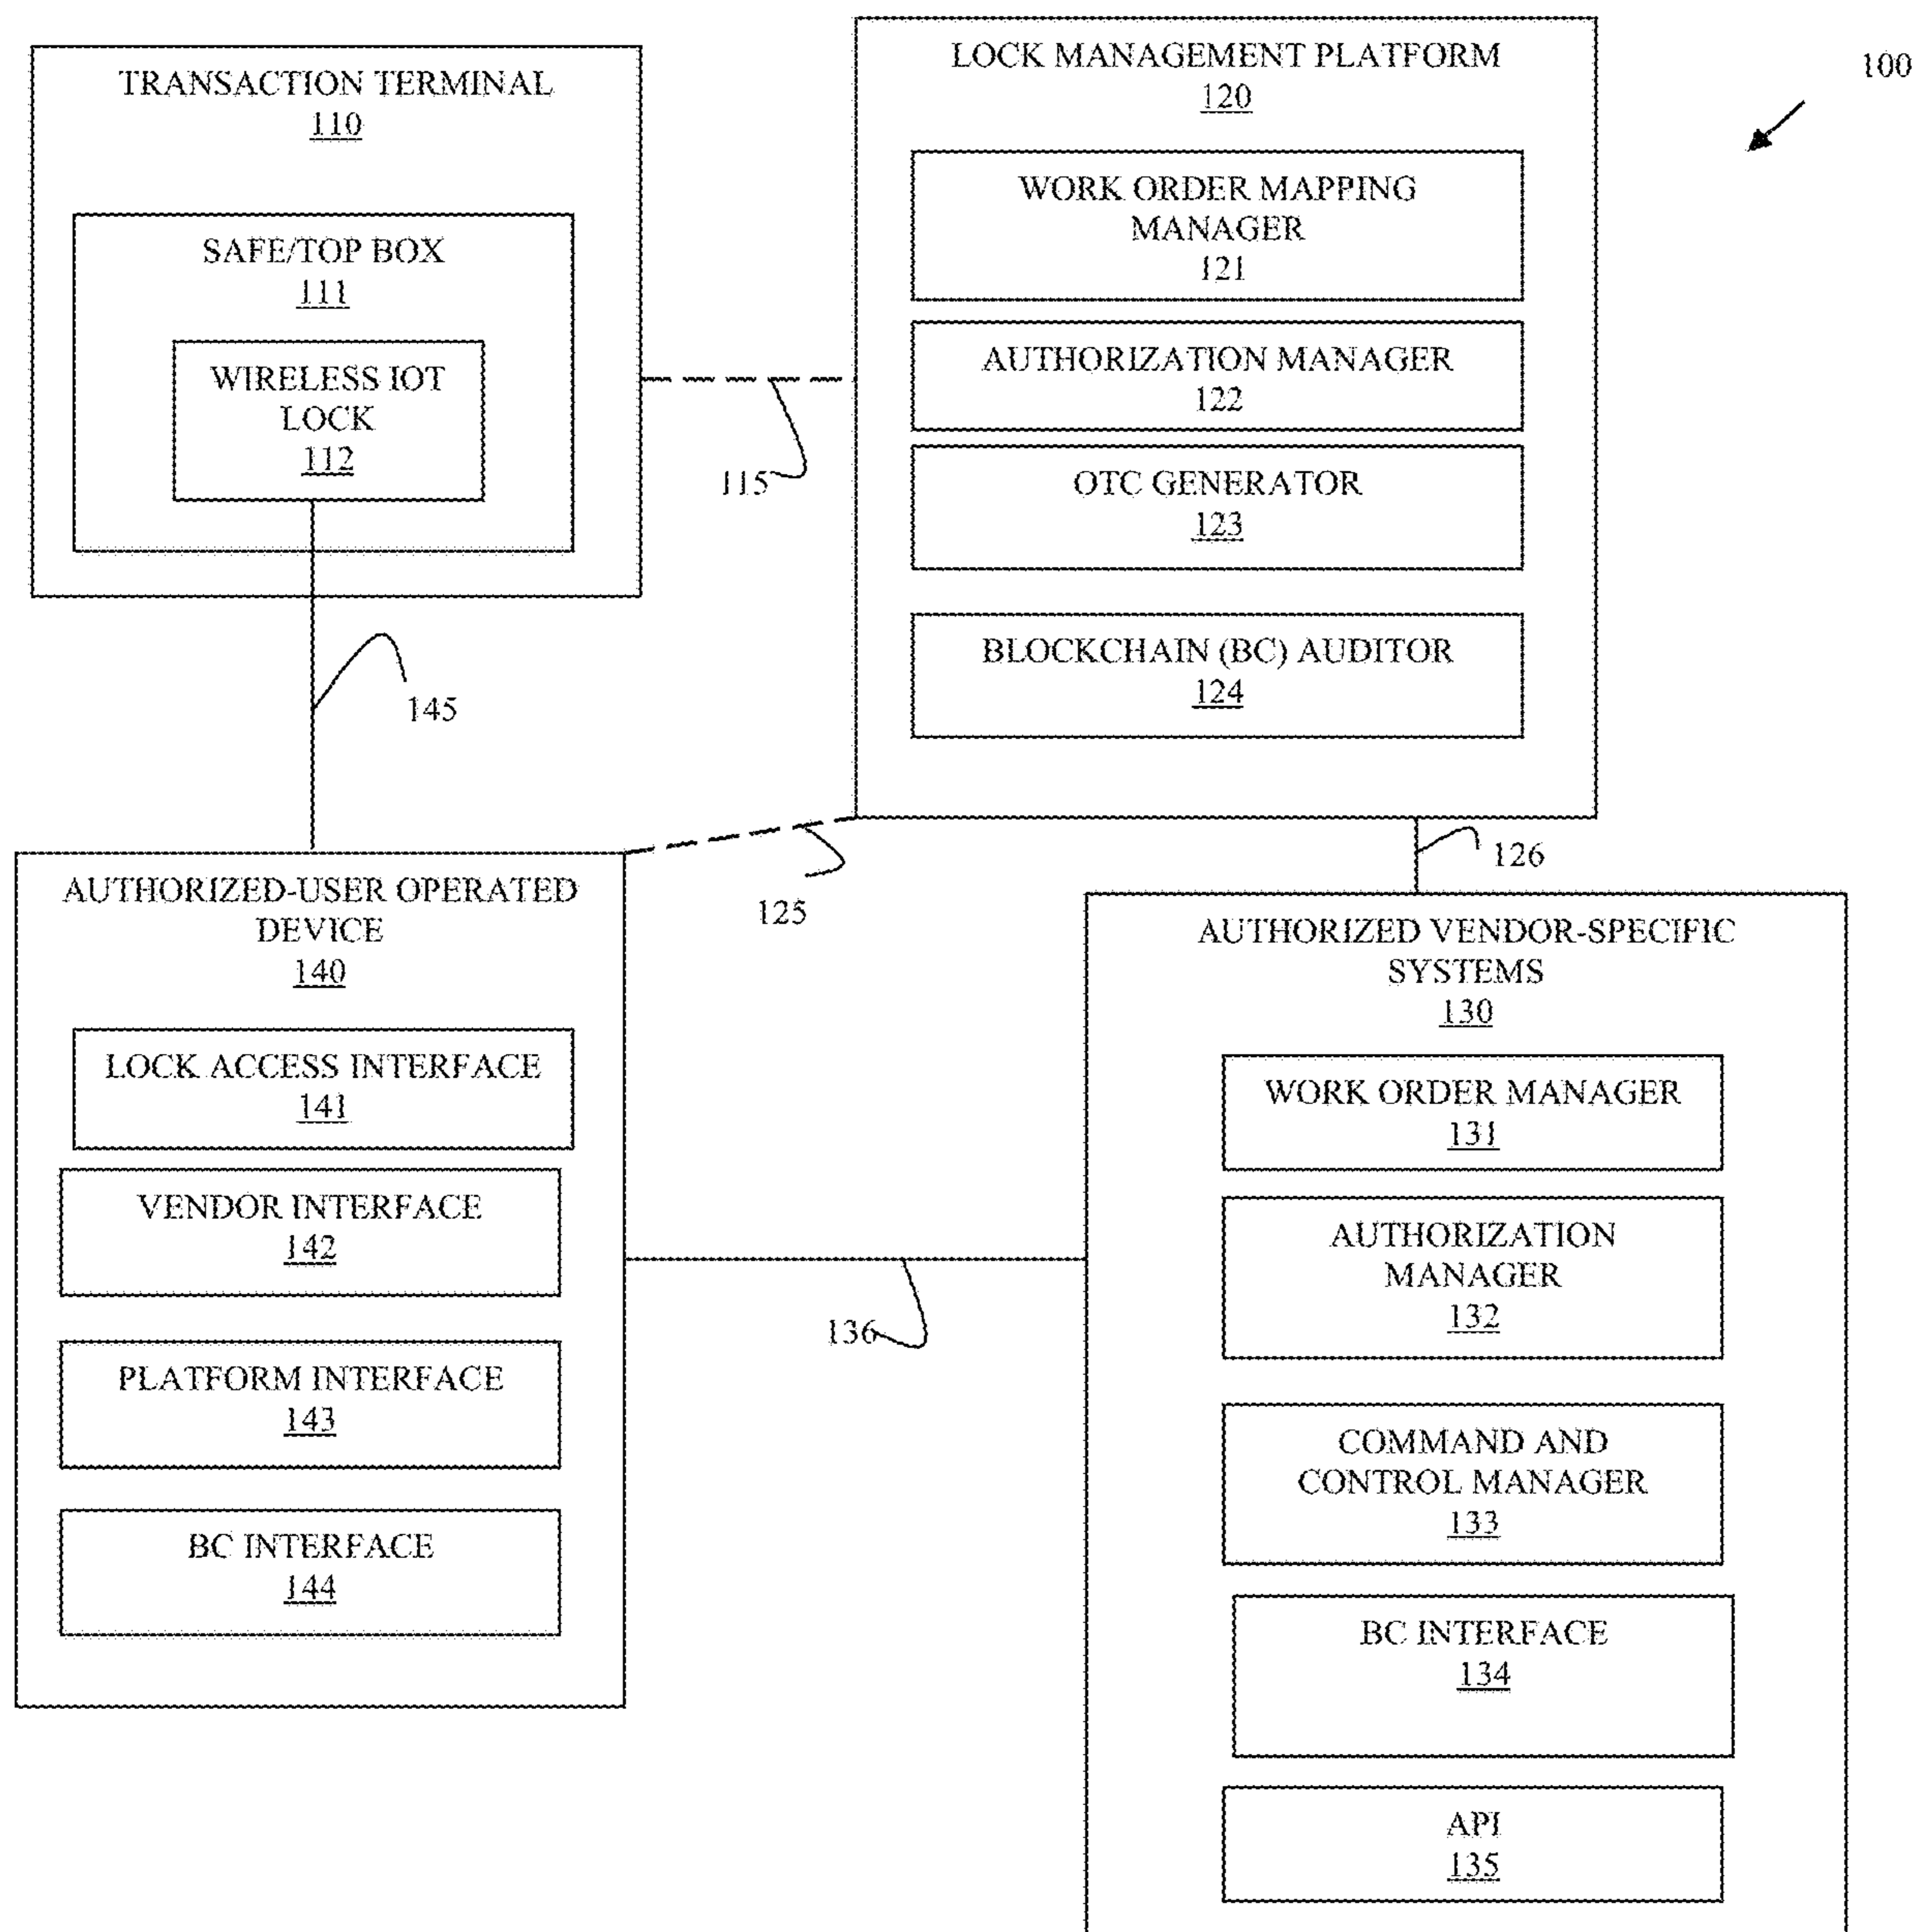 100
TRANSACTION TERMINAL
110
SAFE/TOP BOX
111
WIRELESS IOT
LOCK
112
LOCK MANAGEMENT PLATFORM
120
WORK ORDER MAPPING
MANAGER
121
AUTHORIZATION MANAGER
122
OTC GENERATOR
123
BLOCKCHAIN (BC) AUDITOR
124
115
145
125
126
AUTHORIZED-USER OPERATED
DEVICE
140
LOCK ACCESS INTERFACE
141
VENDOR INTERFACE
142
PLATFORM INTERFACE
143
BC INTERFACE
144
136
AUTHORIZED VENDOR-SPECIFIC
SYSTEMS
130
WORK ORDER MANAGER
131
AUTHORIZATION
MANAGER
132
COMMAND AND
CONTROL MANAGER
133
BC INTERFACE
134
API
135